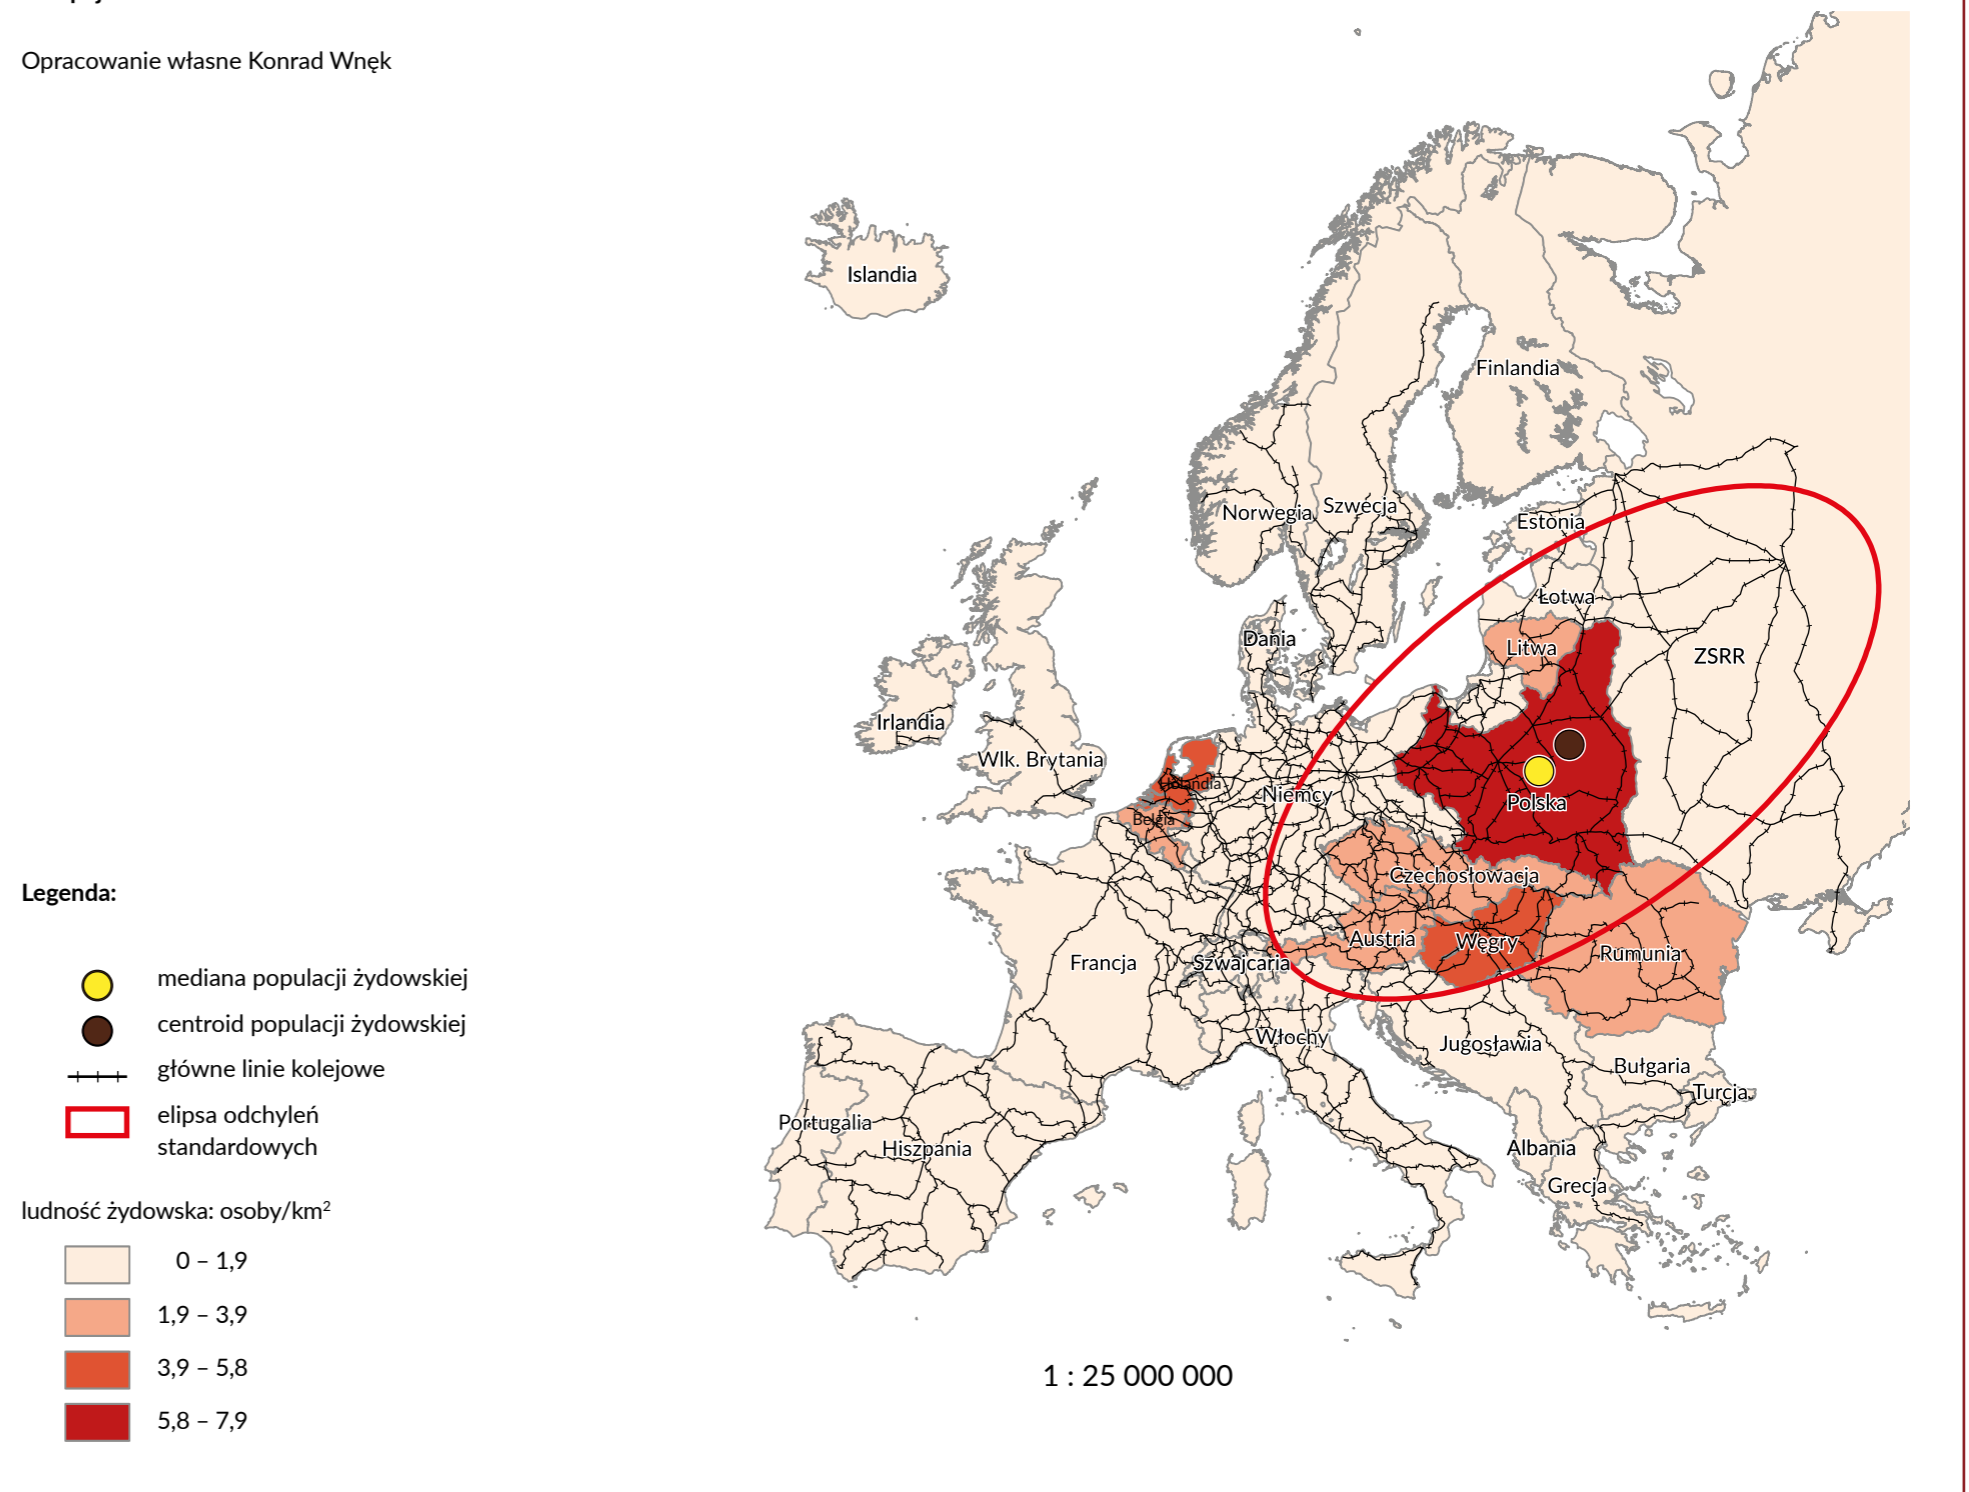 Opracowanie własne Konrad Wnęk
Islandia
Finlandia
Norwegia
Szwecja
Estonia
Łotwa
Dania
Litwa
ZSRR
Irlandia
Wlk. Brytania
Holandia
Niemcy
Polska
Belgia
Czechosłowacja
Austria
Węgry
Rumunia
Francja
Szwajcaria
Włochy
Jugosławia
Bułgaria
Turcja
Portugalia
Hiszpania
Albania
Grecja
Legenda:
mediana populacji żydowskiej
centroid populacji żydowskiej
główne linie kolejowe
elipsa odchyleń
standardowych
ludność żydowska: osoby/km²
0 – 1,9
1,9 – 3,9
3,9 – 5,8
5,8 – 7,9
1 : 25 000 000